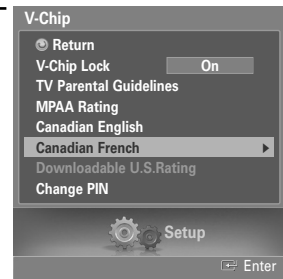 V-Chip
Return
V-Chip Lock On
TV Parental Guidelines
MPAA Rating
Canadian English
Canadian French
Downloadable U.S.Rating
Change PIN
Setup
Enter